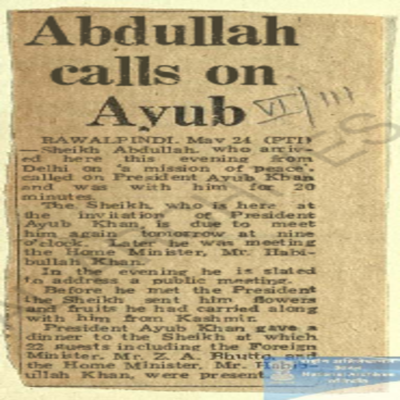 Abdullah
calls on
Ayub
VI/III
RAWALPINDI, May 24 (PTI)
—Sheikh Abdullah, who arriv-
ed here this evening from
Delhi on 'a mission of peace',
called on President Ayub Khan
and was with him for 20
minutes.
The Sheikh, who is here at
the invitation of President
Ayub Khan, is due to meet
him again tomorrow at nine
o'clock. Later he was meeting
the Home Minister, Mr. Habi-
bullah Khan.
In the evening he is slated
to address a public meeting.
Before he met the President
the Sheikh sent him flowers
and fruits he had carried along
with him from Kashmir.
President Ayub Khan gave a
dinner to the Sheikh at which
22 guests including the Foreign
Minister, Mr. Z. A. Bhutto, and
the Home Minister, Mr. Habib-
ullah Khan, were present.